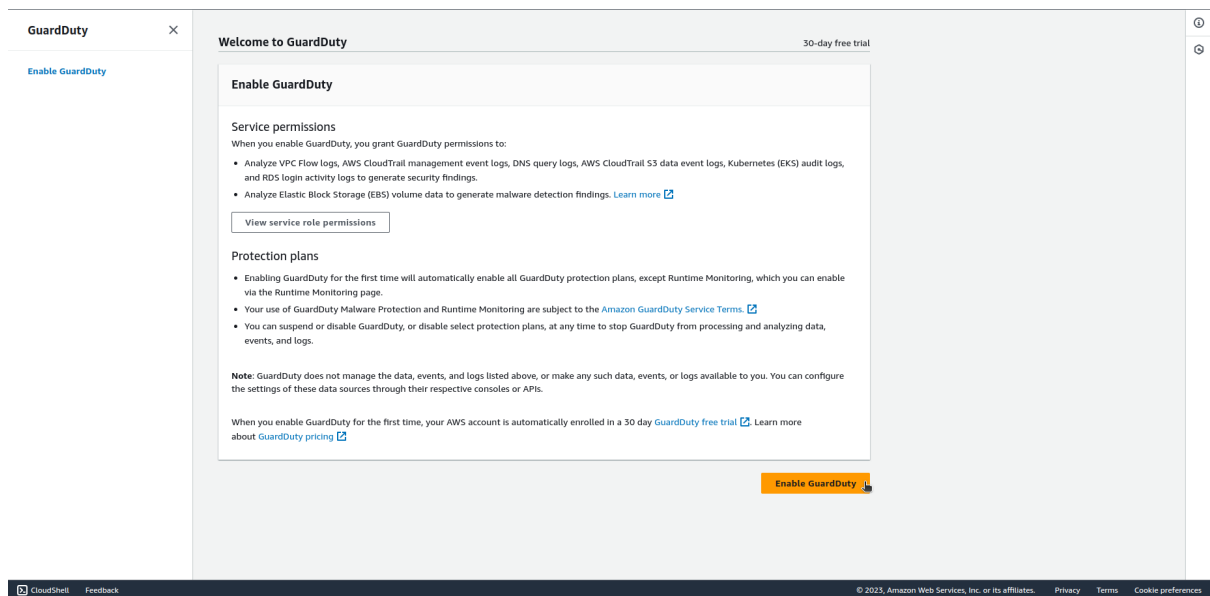 GuardDuty
Enable GuardDuty
Welcome to GuardDuty
30-day free trial
Enable GuardDuty
Service permissions
When you enable GuardDuty, you grant GuardDuty permissions to:
• Analyze VPC Flow logs, AWS CloudTrail management event logs, DNS query logs, AWS CloudTrail S3 data event logs, Kubernetes (EKS) audit logs,
and RDS login activity logs to generate security findings.
• Analyze Elastic Block Storage (EBS) volume data to generate malware detection findings. Learn more
View service role permissions
Protection plans
• Enabling GuardDuty for the first time will automatically enable all GuardDuty protection plans, except Runtime Monitoring, which you can enable
via the Runtime Monitoring page.
• Your use of GuardDuty Malware Protection and Runtime Monitoring are subject to the Amazon GuardDuty Service Terms.
• You can suspend or disable GuardDuty, or disable select protection plans, at any time to stop GuardDuty from processing and analyzing data,
events, and logs.
Note: GuardDuty does not manage the data, events, and logs listed above, or make any such data, events, or logs available to you. You can configure
the settings of these data sources through their respective consoles or APIs.
When you enable GuardDuty for the first time, your AWS account is automatically enrolled in a 30 day GuardDuty free trial. Learn more
about GuardDuty pricing
Enable GuardDuty
CloudShell Feedback © 2023, Amazon Web Services, Inc. or its affiliates. Privacy Terms Cookie preferences